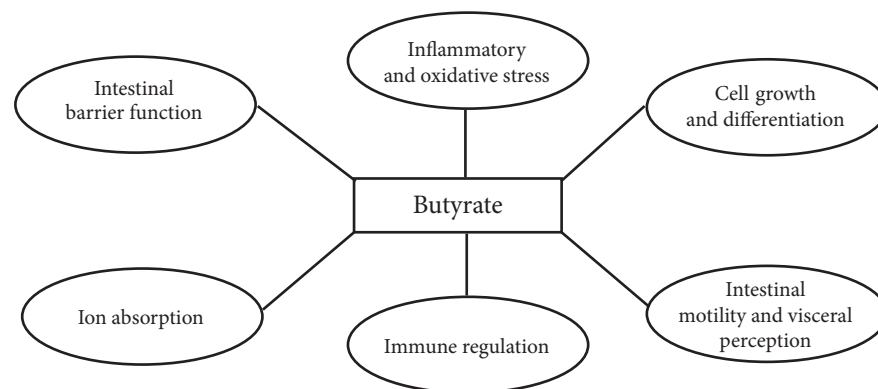 Inflammatory
and oxidative stress
Intestinal
barrier function
Cell growth
and differentiation
Butyrate
Ion absorption
Immune regulation
Intestinal
motility and visceral
perception